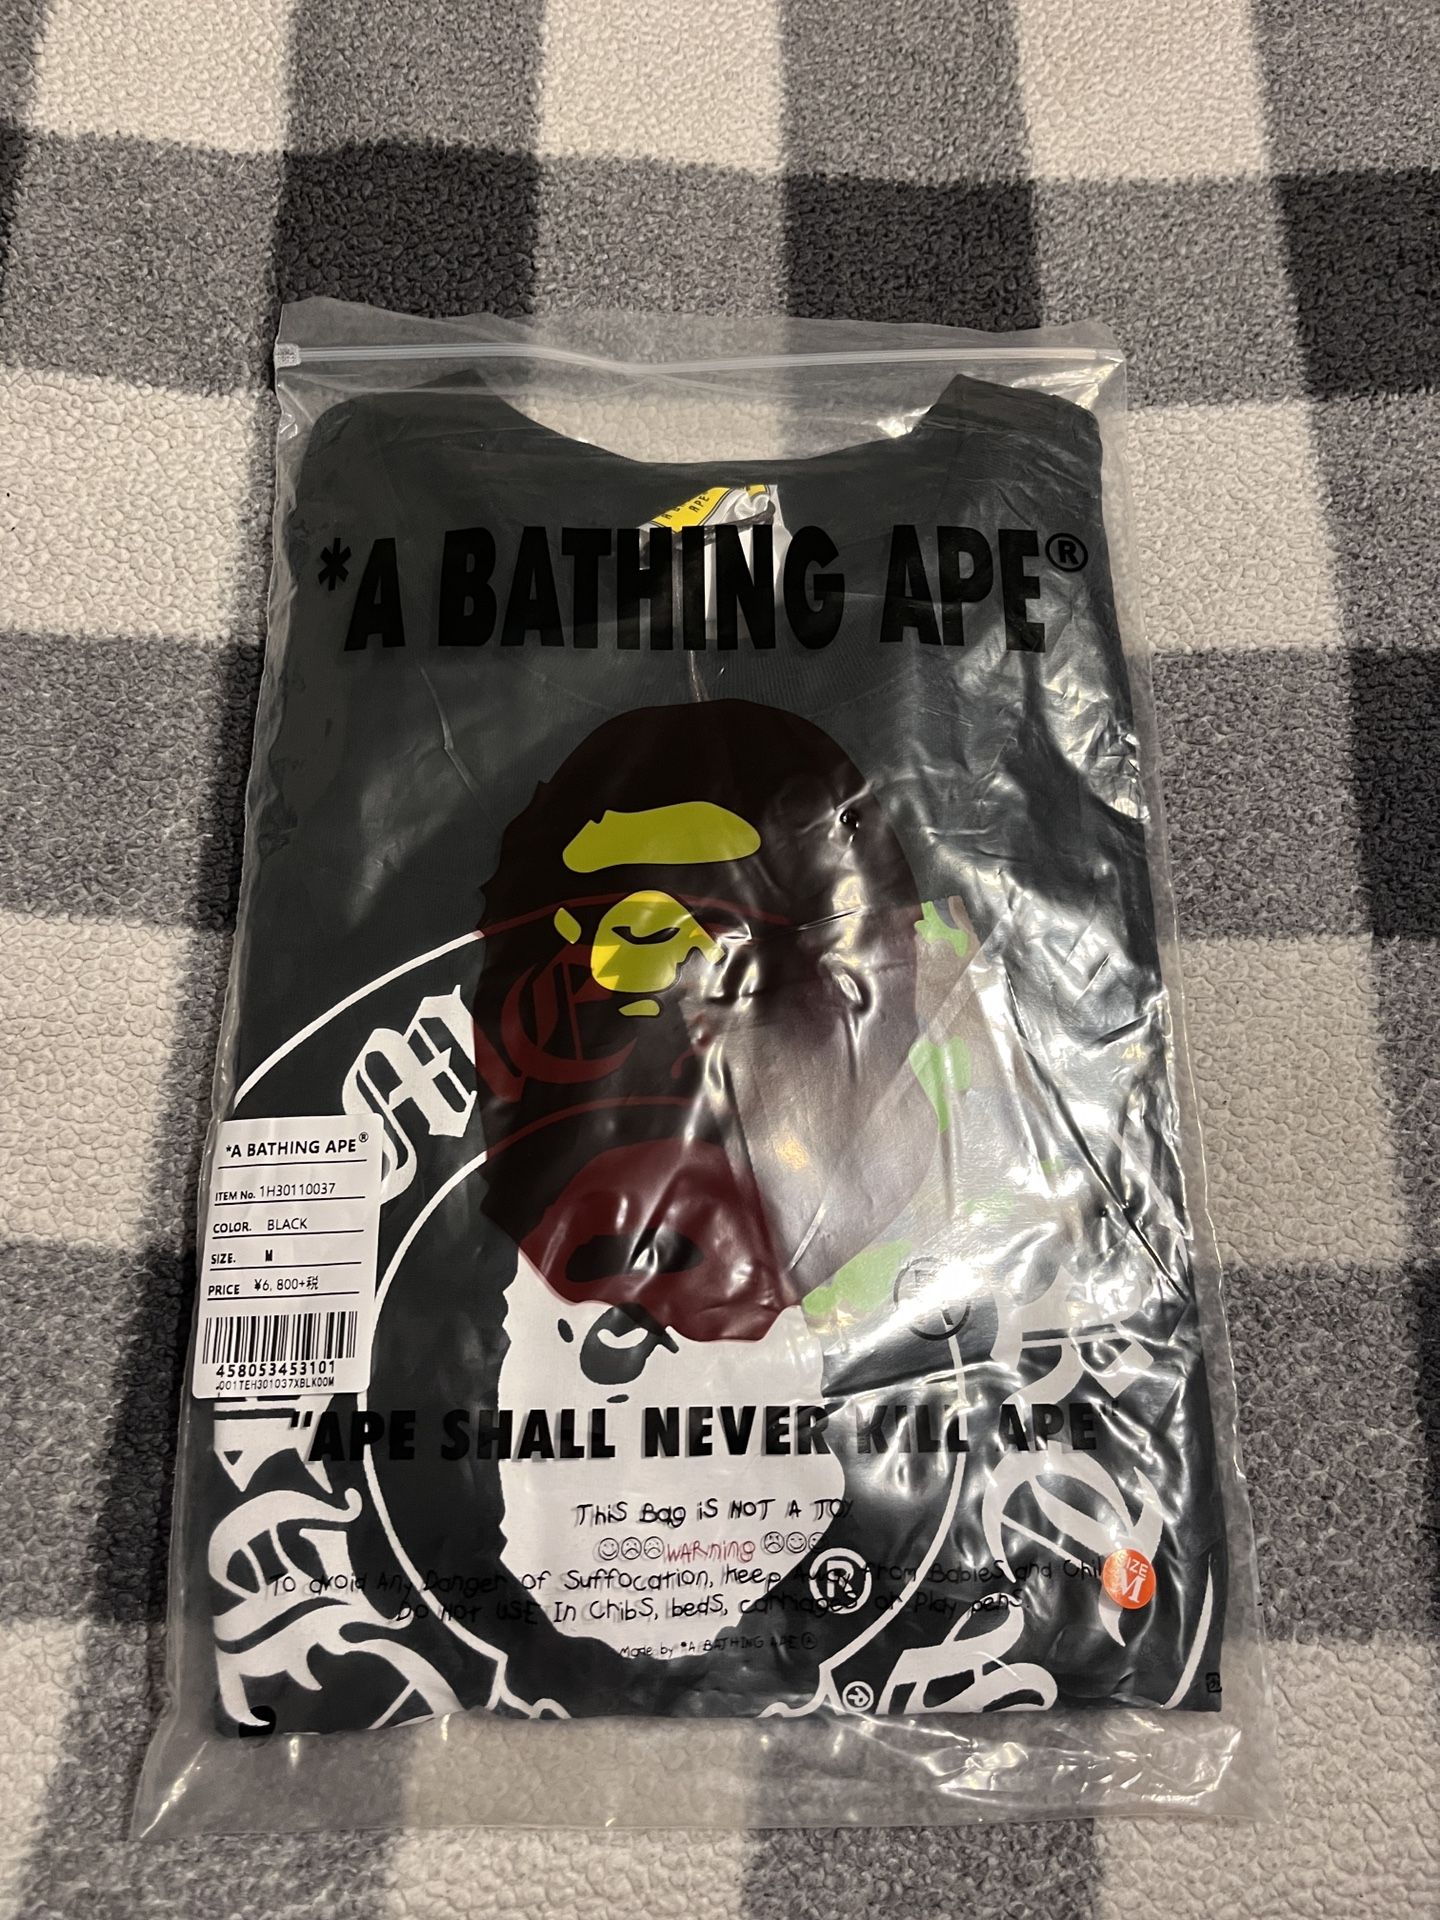 *A BATHING APE®
*A BATHING APE®
ITEM No. 1H30110037
COLOR. BLACK
SIZE. M
PRICE ¥6,800+税
458053453101
001TEH301037XBLK00M
"APE SHALL NEVER KILL APE"
THis Bag iS NOT A TOY
WARning
TO avoid Any Danger of Suffocation, Keep Away From Babies and
DO NOT USE In CribS, beds, carriages or Play pens.
Made by *A BATHING APE®
SIZE
M
®
®